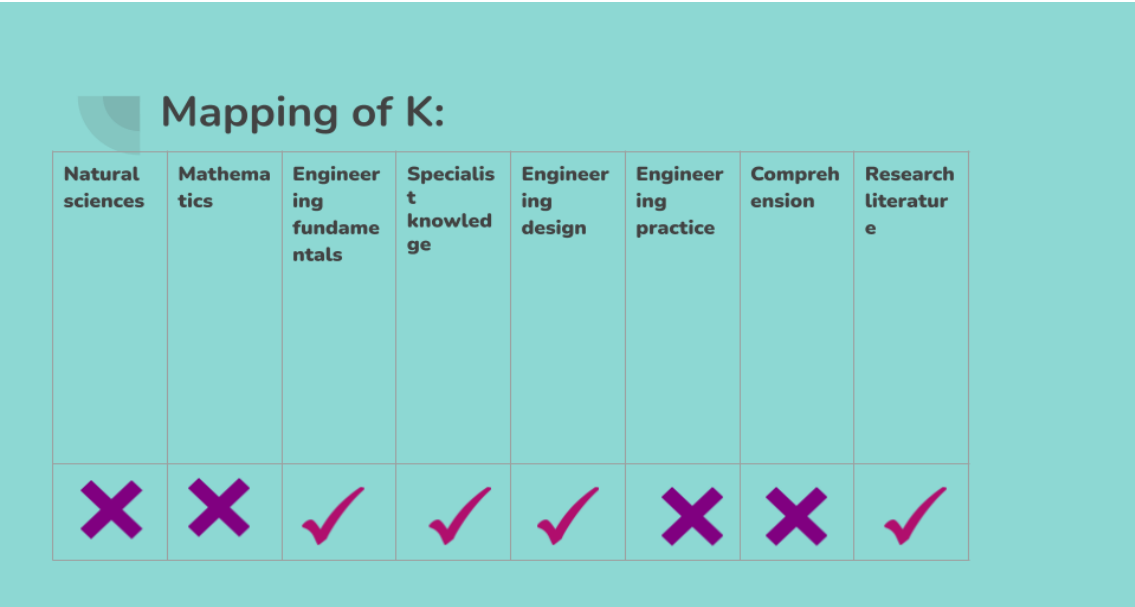 Mapping of K:
Natural
sciences
Mathema
tics
Engineer
ing
fundame
ntals
Specialis
t
knowled
ge
Engineer
ing
design
Engineer
ing
practice
Compreh
ension
Research
literatur
e